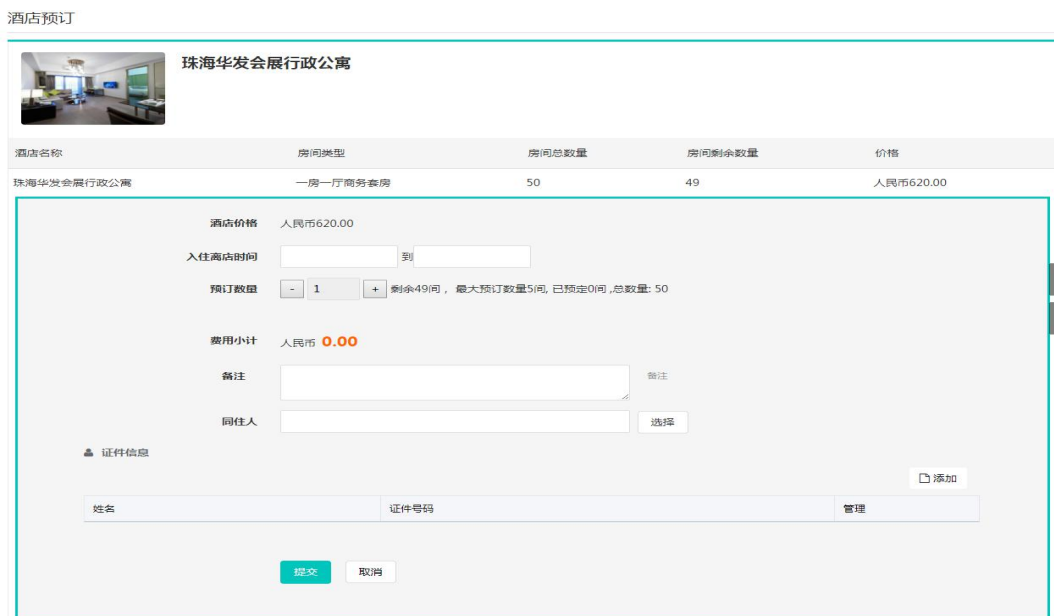 酒店预订
珠海华发会展行政公寓
酒店名称 房间类型 房间总数量 房间剩余数量 价格
珠海华发会展行政公寓 一房一厅商务套房 50 49 人民币620.00
酒店价格 人民币620.00
入住离店时间 到
预订数量 - 1 + 剩余49间 ， 最大预订数量5间, 已预定0间 ,总数量: 50
费用小计 人民币 0.00
备注 备注
同住人 选择
证件信息
添加
姓名 证件号码 管理
提交 取消